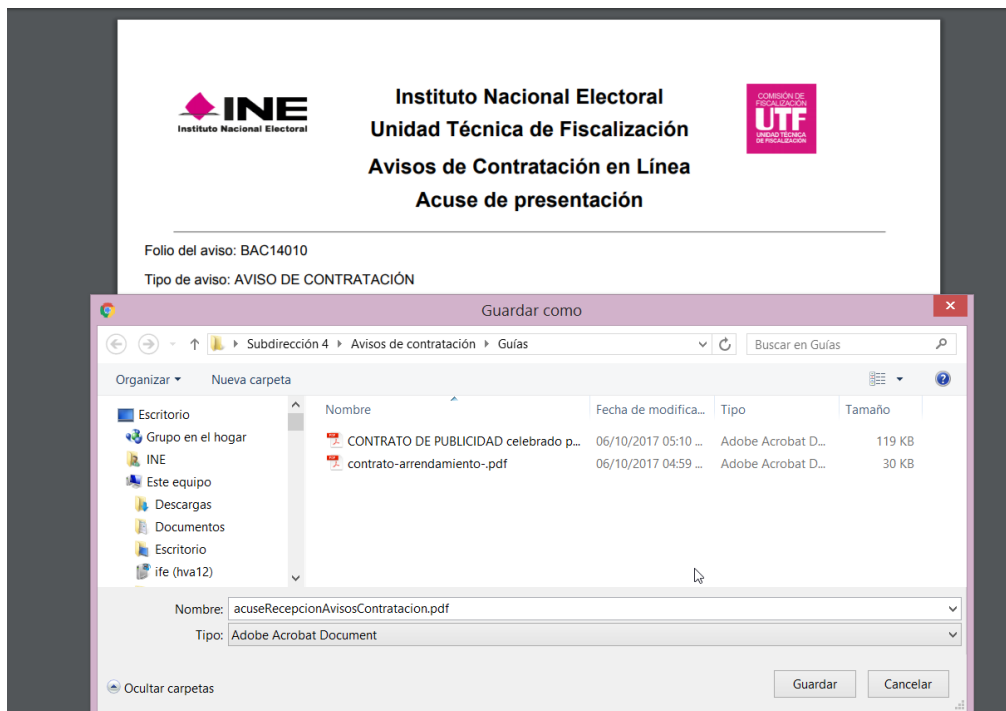 INE
Instituto Nacional Electoral
Instituto Nacional Electoral
Unidad Técnica de Fiscalización
Avisos de Contratación en Línea
Acuse de presentación
COMISIÓN DE
FISCALIZACIÓN
UTF
UNIDAD TÉCNICA
DE FISCALIZACIÓN
Folio del aviso: BAC14010
Tipo de aviso: AVISO DE CONTRATACIÓN
Guardar como
Subdirección 4 Avisos de contratación Guías
Buscar en Guías
Organizar Nueva carpeta
Nombre Fecha de modifica... Tipo Tamaño
CONTRATO DE PUBLICIDAD celebrado p... 06/10/2017 05:10 ... Adobe Acrobat D... 119 KB
contrato-arrendamiento-.pdf 06/10/2017 04:59 ... Adobe Acrobat D... 30 KB
Escritorio
Grupo en el hogar
INE
Este equipo
Descargas
Documentos
Escritorio
ife (hva12)
Nombre: acuseRecepcionAvisosContratacion.pdf
Tipo: Adobe Acrobat Document
Ocultar carpetas
Guardar Cancelar